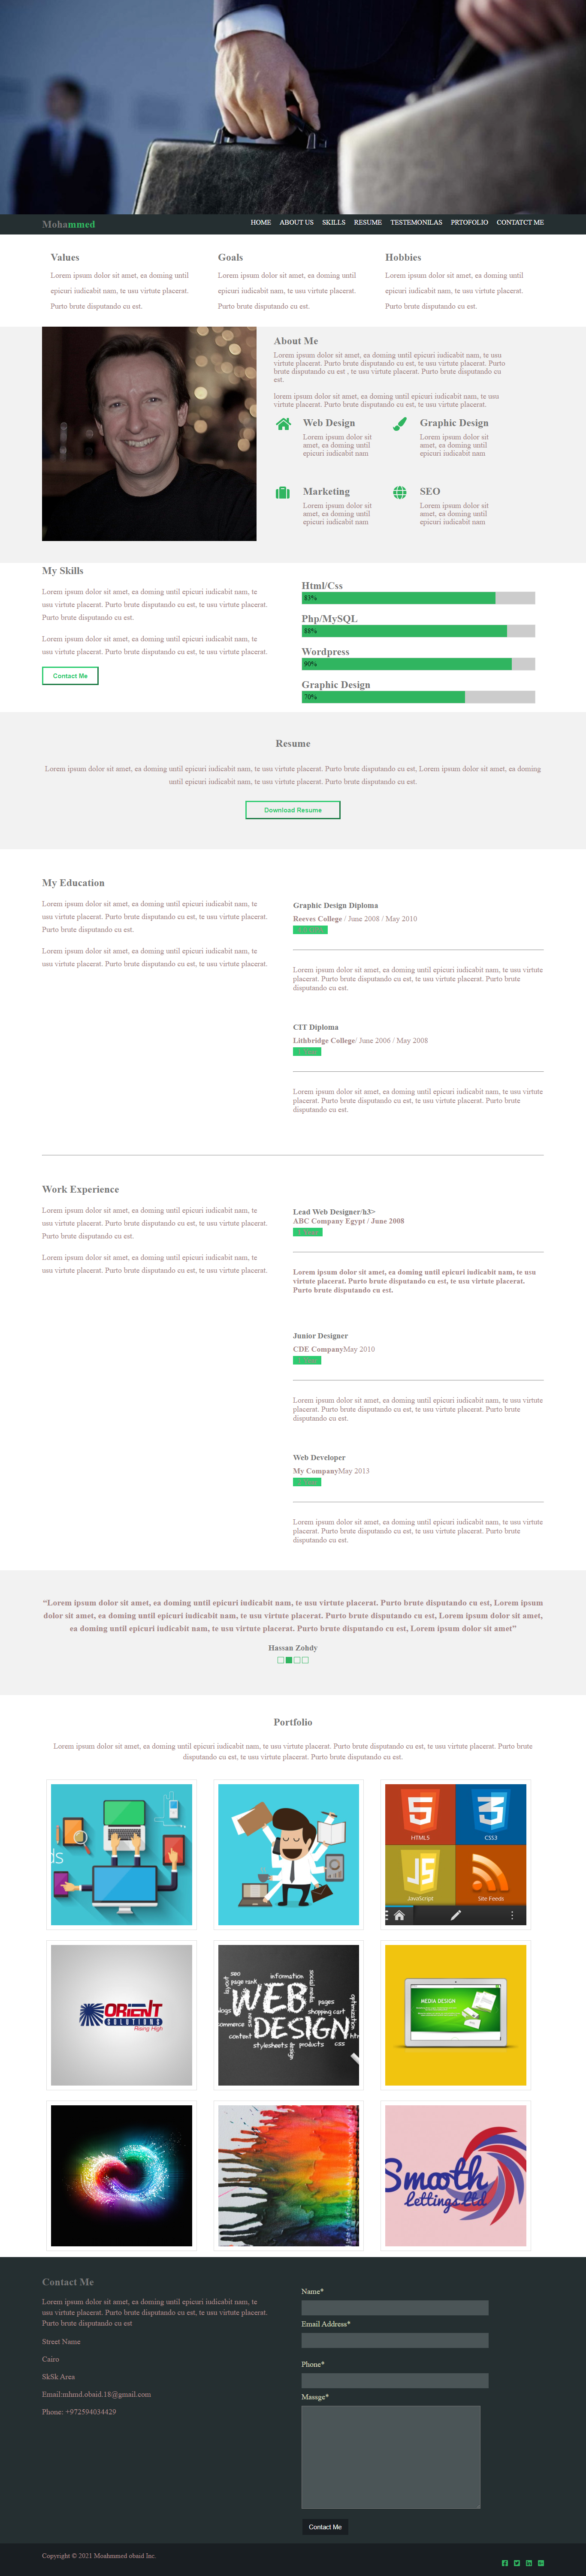 Mohammed
HOME ABOUT US SKILLS RESUME TESTEMONILAS PRTOFOLIO CONTATCT ME
Values
Lorem ipsum dolor sit amet, ea doming until
epicuri iudicabit nam, te usu virtute placerat.
Purto brute disputando cu est.
Goals
Lorem ipsum dolor sit amet, ea doming until
epicuri iudicabit nam, te usu virtute placerat.
Purto brute disputando cu est.
Hobbies
Lorem ipsum dolor sit amet, ea doming until
epicuri iudicabit nam, te usu virtute placerat.
Purto brute disputando cu est.
About Me
Lorem ipsum dolor sit amet, ea doming until epicuri iudicabit nam, te usu
virtute placerat. Purto brute disputando cu est, te usu virtute placerat. Purto
brute disputando cu est , te usu virtute placerat. Purto brute disputando cu
est.
lorem ipsum dolor sit amet, ea doming until epicuri iudicabit nam, te usu
virtute placerat. Purto brute disputando cu est, te usu virtute placerat.
Web Design
Lorem ipsum dolor sit
amet, ea doming until
epicuri iudicabit nam
Graphic Design
Lorem ipsum dolor sit
amet, ea doming until
epicuri iudicabit nam
Marketing
Lorem ipsum dolor sit
amet, ea doming until
epicuri iudicabit nam
SEO
Lorem ipsum dolor sit
amet, ea doming until
epicuri iudicabit nam
My Skills
Lorem ipsum dolor sit amet, ea doming until epicuri iudicabit nam, te
usu virtute placerat. Purto brute disputando cu est, te usu virtute placerat.
Purto brute disputando cu est.
Lorem ipsum dolor sit amet, ea doming until epicuri iudicabit nam, te
usu virtute placerat. Purto brute disputando cu est, te usu virtute placerat.
Contact Me
Html/Css
83%
Php/MySQL
88%
Wordpress
90%
Graphic Design
70%
Resume
Lorem ipsum dolor sit amet, ea doming until epicuri iudicabit nam, te usu virtute placerat. Purto brute disputando cu est, Lorem ipsum dolor sit amet, ea doming
until epicuri iudicabit nam, te usu virtute placerat. Purto brute disputando cu est.
Download Resume
My Education
Lorem ipsum dolor sit amet, ea doming until epicuri iudicabit nam, te
usu virtute placerat. Purto brute disputando cu est, te usu virtute placerat.
Purto brute disputando cu est.
Lorem ipsum dolor sit amet, ea doming until epicuri iudicabit nam, te
usu virtute placerat. Purto brute disputando cu est, te usu virtute placerat.
Graphic Design Diploma
Reeves College / June 2008 / May 2010
Lorem ipsum dolor sit amet, ea doming until epicuri iudicabit nam, te usu virtute
placerat. Purto brute disputando cu est, te usu virtute placerat. Purto brute
disputando cu est.
CIT Diploma
Lithbridge College/ June 2006 / May 2008
Lorem ipsum dolor sit amet, ea doming until epicuri iudicabit nam, te usu virtute
placerat. Purto brute disputando cu est, te usu virtute placerat. Purto brute
disputando cu est.
Work Experience
Lorem ipsum dolor sit amet, ea doming until epicuri iudicabit nam, te
usu virtute placerat. Purto brute disputando cu est, te usu virtute placerat.
Purto brute disputando cu est.
Lorem ipsum dolor sit amet, ea doming until epicuri iudicabit nam, te
usu virtute placerat. Purto brute disputando cu est, te usu virtute placerat.
Lead Web Designer/h3>
ABC Company Egypt / June 2008
Lorem ipsum dolor sit amet, ea doming until epicuri iudicabit nam, te usu
virtute placerat. Purto brute disputando cu est, te usu virtute placerat.
Purto brute disputando cu est.
Junior Designer
CDE CompanyMay 2010
Lorem ipsum dolor sit amet, ea doming until epicuri iudicabit nam, te usu virtute
placerat. Purto brute disputando cu est, te usu virtute placerat. Purto brute
disputando cu est.
Web Developer
My CompanyMay 2013
Lorem ipsum dolor sit amet, ea doming until epicuri iudicabit nam, te usu virtute
placerat. Purto brute disputando cu est, te usu virtute placerat. Purto brute
disputando cu est.
“Lorem ipsum dolor sit amet, ea doming until epicuri indicabit nam, te usu virtute placerat. Purto brute disputando cu est, Lorem ipsum
dolor sit amet, ea doming until epicuri iudicabit nam, te usu virtute placerat. Purto brute disputando cu est, Lorem ipsum dolor sit amet,
ea doming until epicuri iudicabit nam, te usu virtute placerat. Purto brute disputando cu est, Lorem ipsum dolor sit amet”
Hassan Zohdy
Portfolio
Lorem ipsum dolor sit amet, ea doming until epicuri iudicabit nam, te usu virtute placerat. Purto brute disputando cu est, te usu virtute placerat. Purto brute
disputando cu est, te usu virtute placerat. Purto brute disputando cu est.
ds
HTML5 CSS3
JavaScript Site Feeds
ORIENT
SOLUTIONS
Rising High
WEB
DESIGN
seo
page rank
information
layout
social media
pages
shopping cart
optimization
blogs
commerce
content
stylesheets
design
products
css
MEDIA DESIGN
Smooth
Lettings Ltd
Contact Me
Lorem ipsum dolor sit amet, ea doming until epicuri iudicabit nam, te
usu virtute placerat. Purto brute disputando cu est, te usu virtute placerat.
Purto brute disputando cu est
Street Name
Cairo
SkSk Area
Email:mhmd.obaid.18@gmail.com
Phone: +972594034429
Name*
Email Address*
Phone*
Massge*
Contact Me
Copyright © 2021 Moahmmed obaid Inc.